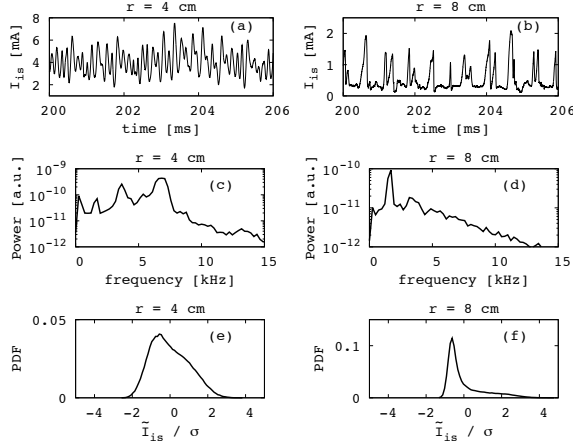 r = 4 cm
r = 8 cm
I_is [mA]
8
6
4
2
(a)
200 202 204 206
time [ms]
I_is [mA]
2
1
0
(b)
200 202 204 206
time [ms]
r = 4 cm
r = 8 cm
Power [a.u.]
10^-9
10^-10
10^-11
10^-12
(c)
0 5 10 15
frequency [kHz]
Power [a.u.]
10^-10
10^-11
10^-12
(d)
0 5 10 15
frequency [kHz]
r = 4 cm
r = 8 cm
PDF
0.05
0
(e)
-4 -2 0 2 4
Ĩ_is / σ
PDF
0.1
0
(f)
-4 -2 0 2 4
Ĩ_is / σ